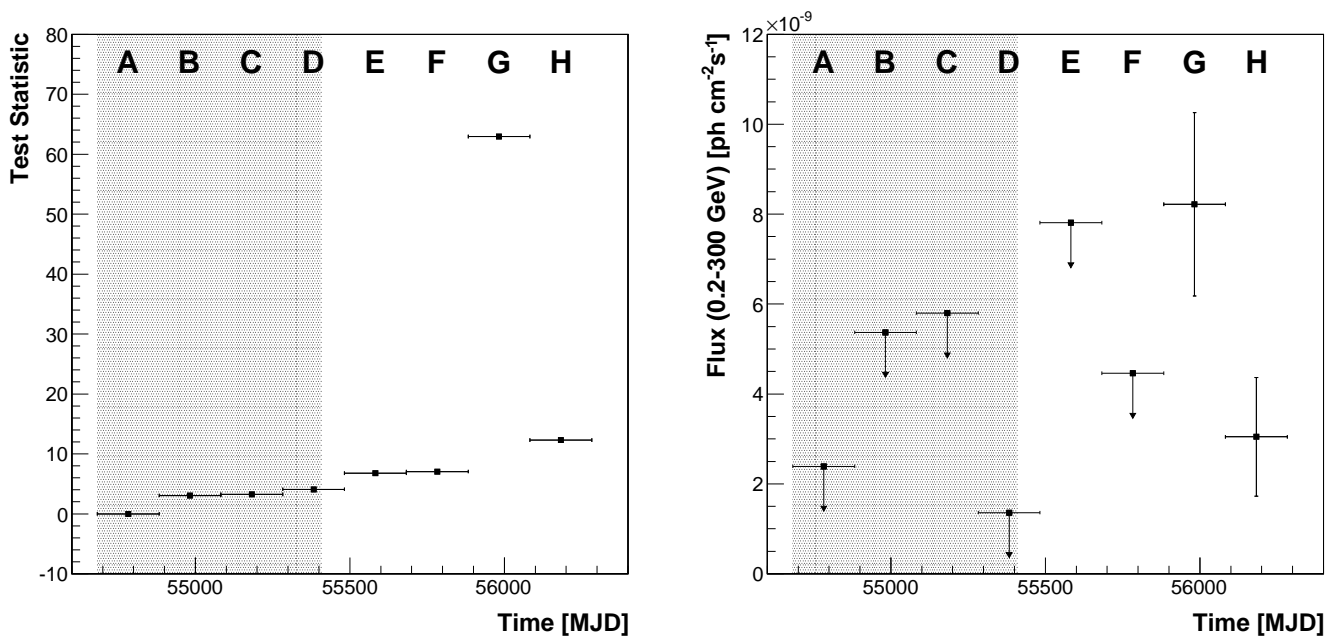 80
70
60
50
40
30
20
10
0
-10
Test Statistic
A B C D E F G H
55000 55500 56000
Time [MJD]
×10⁻⁹
12
10
8
6
4
2
0
Flux (0.2-300 GeV) [ph cm⁻²s⁻¹]
A B C D E F G H
55000 55500 56000
Time [MJD]